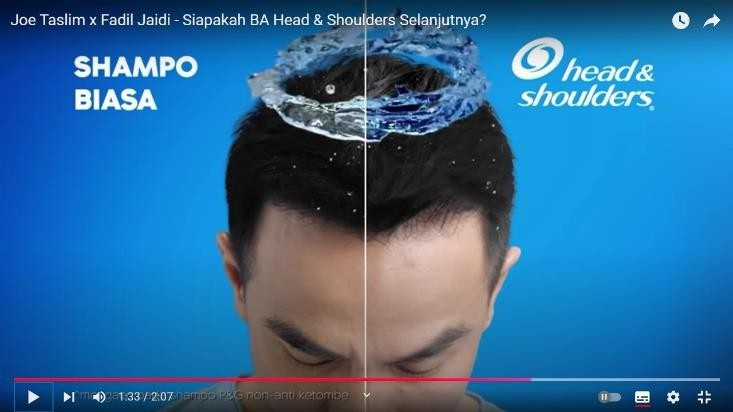 Joe Taslim x Fadil Jaidi - Siapakah BA Head & Shoulders Selanjutnya?
SHAMPO
BIASA
head &
shoulders®
shampo P&G non-anti ketombe
1:33 / 2:07